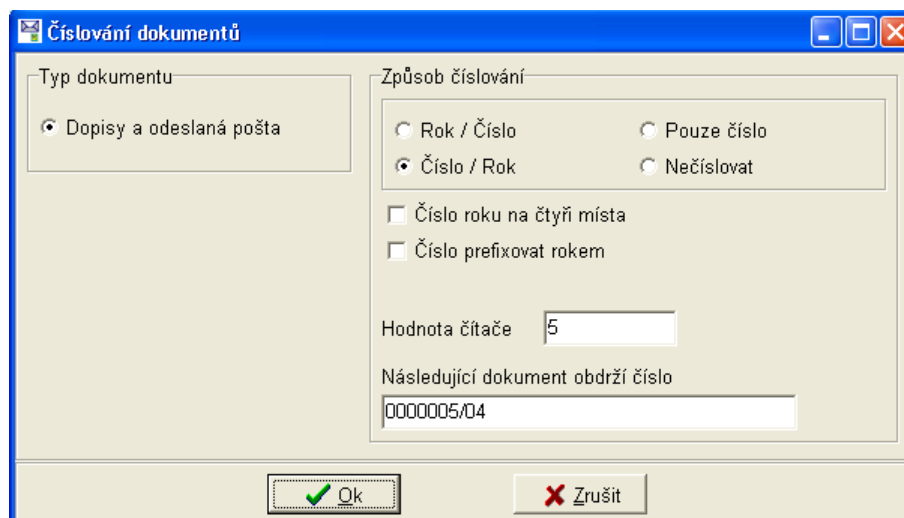 Číslování dokumentů
Typ dokumentu
Dopisy a odeslaná pošta
Způsob číslování
Rok / Číslo
Pouze číslo
Číslo / Rok
Nečíslovat
Číslo roku na čtyři místa
Číslo prefixovat rokem
Hodnota čítače 5
Následující dokument obdrží číslo
0000005/04
Ok
Zrušit